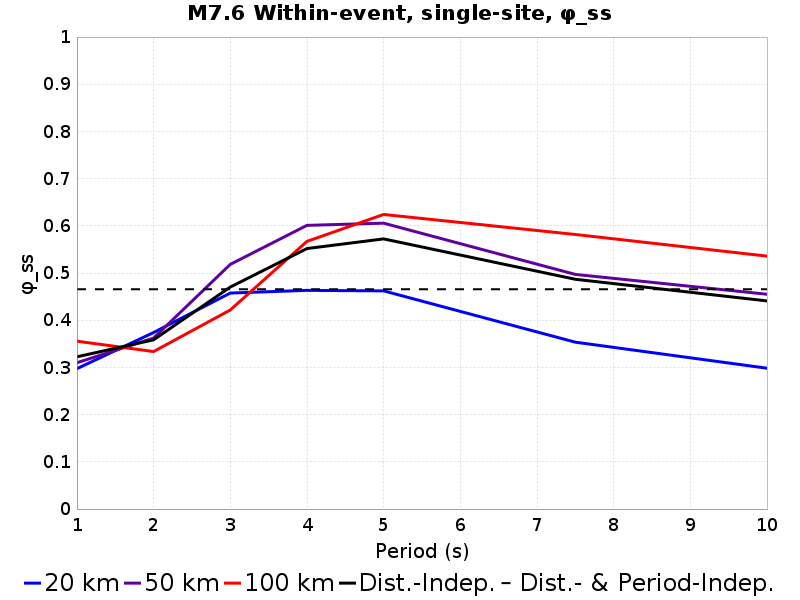 M7.6 Within-event, single-site, φ_ss
1
0.9
0.8
0.7
0.6
0.5
0.4
0.3
0.2
0.1
0
φ_ss
1 2 3 4 5 6 7 8 9 10
Period (s)
20 km 50 km 100 km Dist.-Indep. Dist.- & Period-Indep.